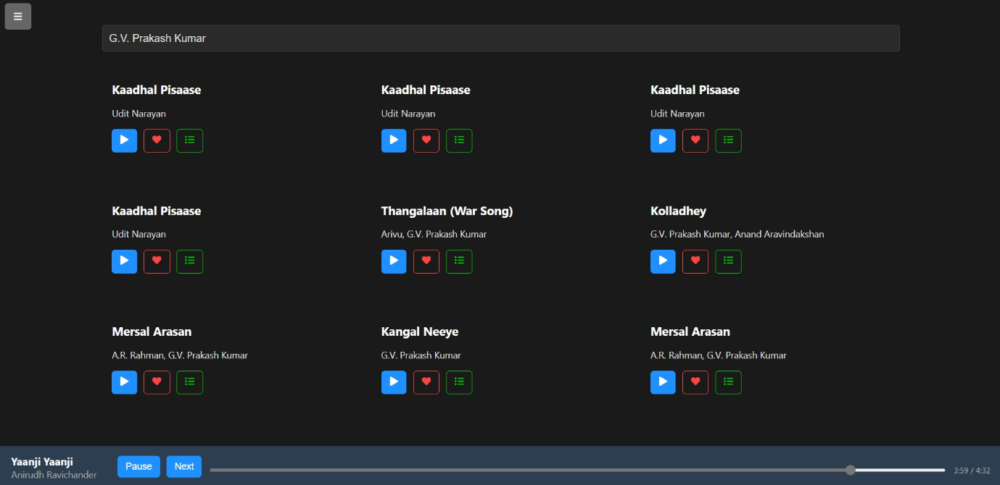 G.V. Prakash Kumar
Kaadhal Pisaase
Udit Narayan
Kaadhal Pisaase
Udit Narayan
Kaadhal Pisaase
Udit Narayan
Kaadhal Pisaase
Udit Narayan
Thangalaan (War Song)
Arivu, G.V. Prakash Kumar
Kolladhey
G.V. Prakash Kumar, Anand Aravindakshan
Mersal Arasan
A.R. Rahman, G.V. Prakash Kumar
Kangal Neeye
G.V. Prakash Kumar
Mersal Arasan
A.R. Rahman, G.V. Prakash Kumar
Yaanji Yaanji
Anirudh Ravichander
Pause
Next
3:59 / 4:32